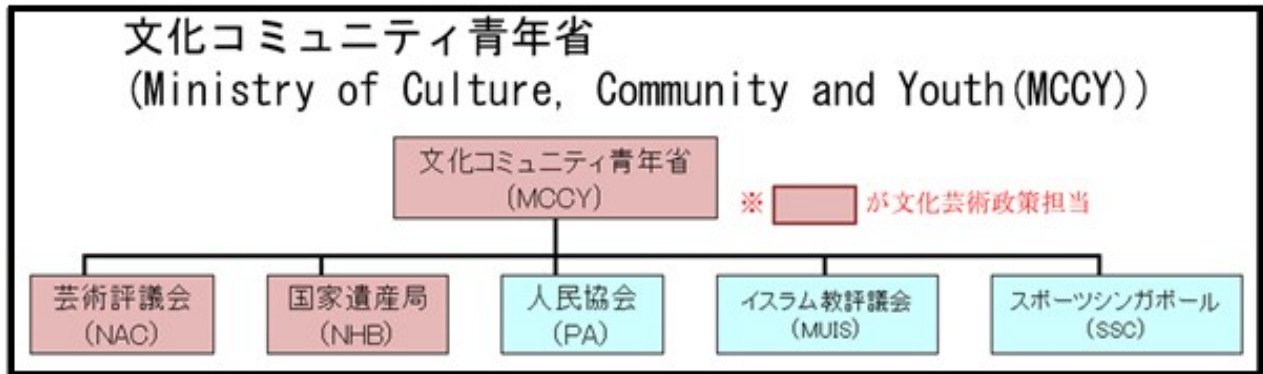 文化コミュニティ青年省
(Ministry of Culture, Community and Youth(MCCY))
文化コミュニティ青年省
(MCCY)
※ が文化芸術政策担当
芸術評議会
(NAC)
国家遺産局
(NHB)
人民協会
(PA)
イスラム教評議会
(MUIS)
スポーツシンガポール
(SSC)